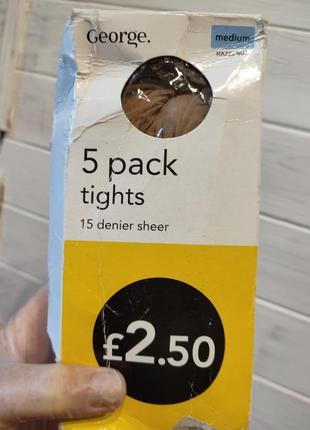 George.
medium
5 pack
tights
15 denier sheer
£2.50